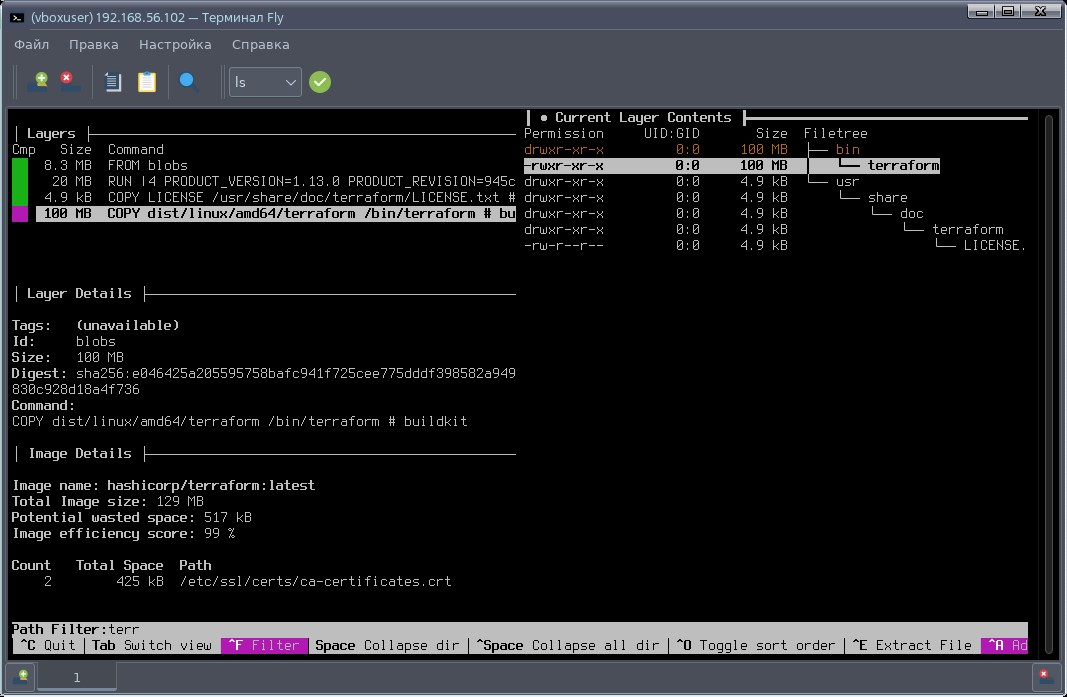 (vboxuser) 192.168.56.102 — Терминал Fly
Файл Правка Настройка Справка
ls
Layers
Cmp Size Command
8.3 MB FROM blobs
20 MB RUN |4 PRODUCT_VERSION=1.13.0 PRODUCT_REVISION=945c
4.9 kB COPY LICENSE /usr/share/doc/terraform/LICENSE.txt #
100 MB COPY dist/linux/amd64/terraform /bin/terraform # bu
Layer Details
Tags: (unavailable)
Id: blobs
Size: 100 MB
Digest: sha256:e046425a205595758bafc941f725cee775dddf398582a949
830c928d18a4f736
Command:
COPY dist/linux/amd64/terraform /bin/terraform # buildkit
Image Details
Image name: hashicorp/terraform:latest
Total Image size: 129 MB
Potential wasted space: 517 kB
Image efficiency score: 99 %
Count Total Space Path
2 425 kB /etc/ssl/certs/ca-certificates.crt
● Current Layer Contents
Permission UID:GID Size Filetree
drwxr-xr-x 0:0 100 MB ├── bin
-rwxr-xr-x 0:0 100 MB │ └── terraform
drwxr-xr-x 0:0 4.9 kB └── usr
drwxr-xr-x 0:0 4.9 kB └── share
drwxr-xr-x 0:0 4.9 kB └── doc
drwxr-xr-x 0:0 4.9 kB └── terraform
-rw-r--r-- 0:0 4.9 kB └── LICENSE.
Path Filter:terr
^C Quit | Tab Switch view ^F Filter | Space Collapse dir | ^Space Collapse all dir | ^O Toggle sort order | ^E Extract File ^A Ad
1